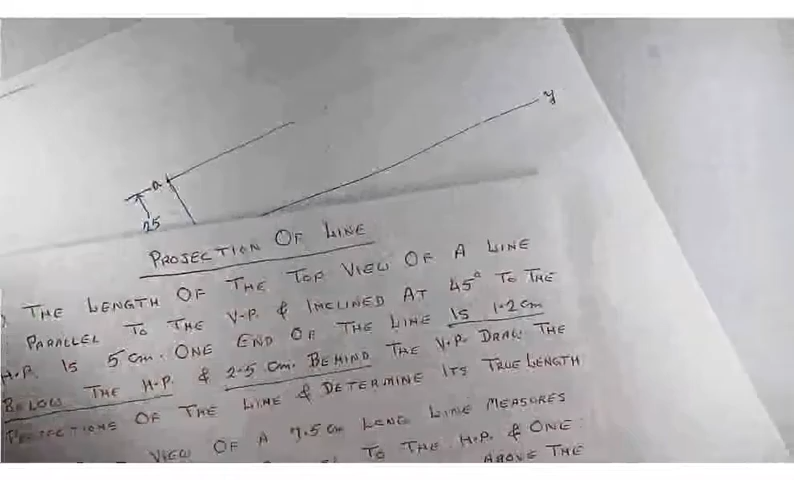 y
a
25
PROJECTION OF LINE
THE LENGTH OF THE TOP VIEW OF A LINE
PARALLEL TO THE V.P. & INCLINED AT 45° TO THE
H.P. IS 5 cm. ONE END OF THE LINE IS 1.2 cm
BELOW THE H.P. & 2.5 cm. BEHIND THE V.P. DRAW THE
PROJECTIONS OF THE LINE & DETERMINE ITS TRUE LENGTH
VIEW OF A 7.5 cm LONG LINE MEASURES
TO THE H.P. & ONE
ABOVE THE